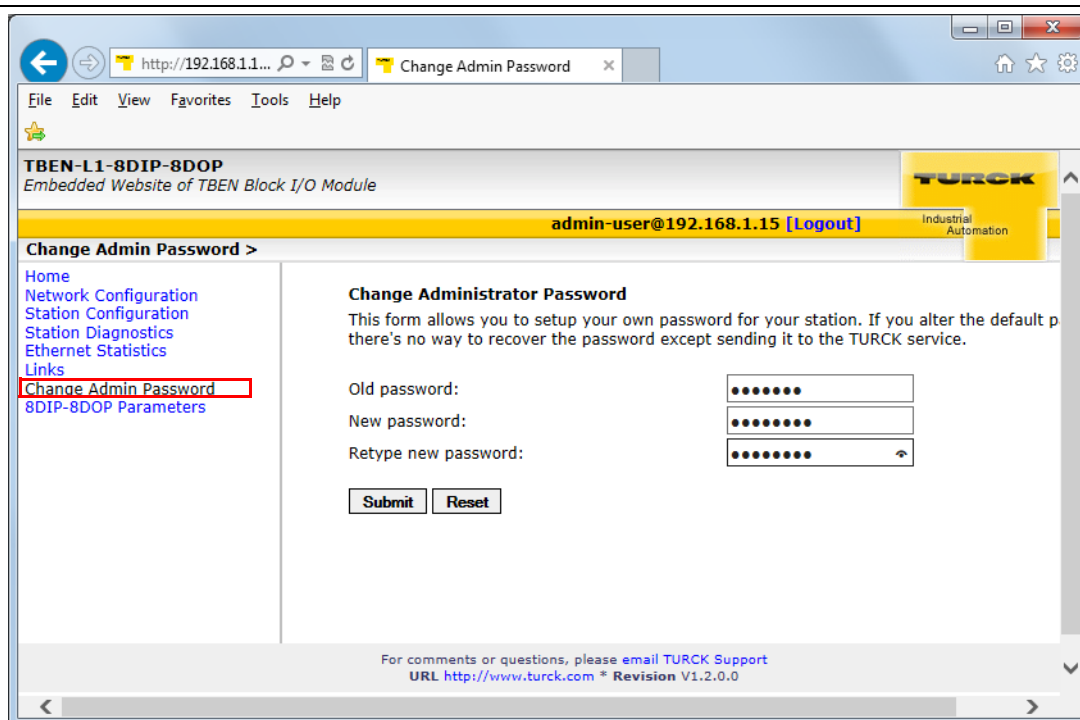 http://192.168.1.1...
Change Admin Password
File Edit View Favorites Tools Help
TBEN-L1-8DIP-8DOP
Embedded Website of TBEN Block I/O Module
TURCK
admin-user@192.168.1.15 [Logout]
Industrial
Automation
Change Admin Password >
Home
Network Configuration
Station Configuration
Station Diagnostics
Ethernet Statistics
Links
Change Admin Password
8DIP-8DOP Parameters
Change Administrator Password
This form allows you to setup your own password for your station. If you alter the default p
there's no way to recover the password except sending it to the TURCK service.
Old password:
New password:
Retype new password:
Submit Reset
For comments or questions, please email TURCK Support
URL http://www.turck.com * Revision V1.2.0.0